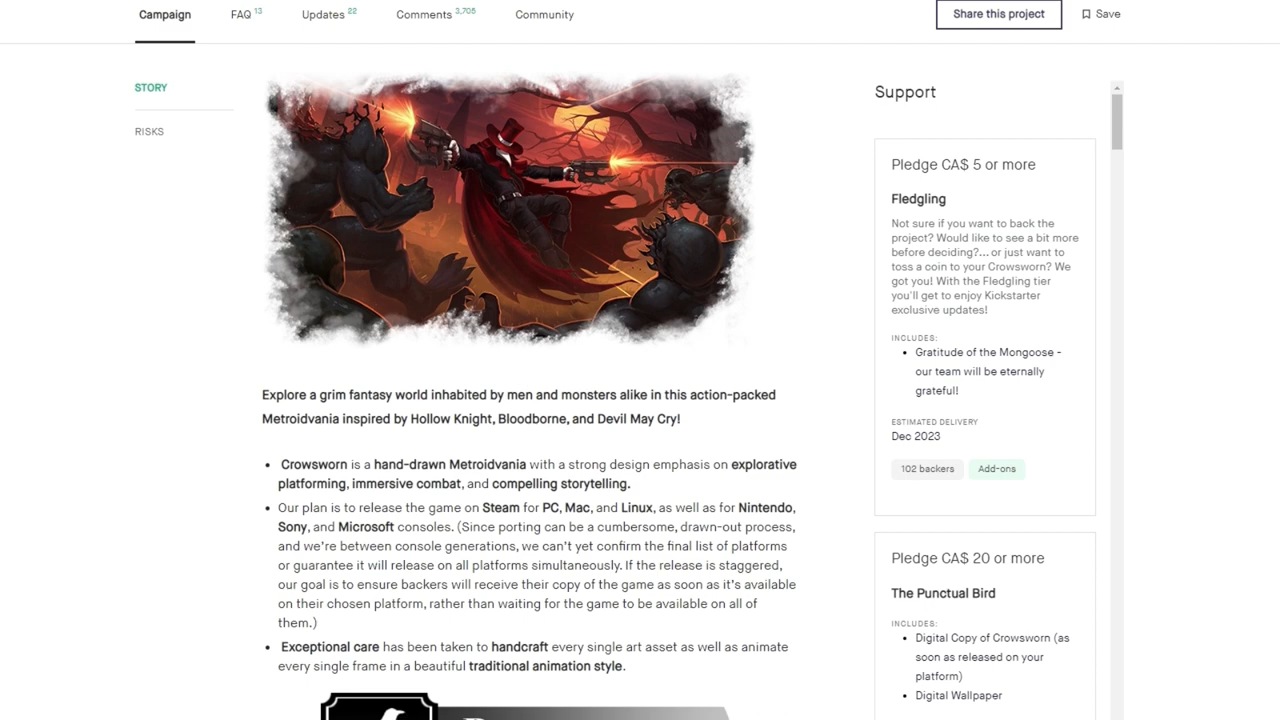 Campaign
FAQ 13
Updates 22
Comments 3,705
Community
Share this project
Save
STORY
RISKS
Explore a grim fantasy world inhabited by men and monsters alike in this action-packed
Metroidvania inspired by Hollow Knight, Bloodborne, and Devil May Cry!
• Crowsworn is a hand-drawn Metroidvania with a strong design emphasis on explorative
platforming, immersive combat, and compelling storytelling.
• Our plan is to release the game on Steam for PC, Mac, and Linux, as well as for Nintendo,
Sony, and Microsoft consoles. (Since porting can be a cumbersome, drawn-out process,
and we're between console generations, we can't yet confirm the final list of platforms
or guarantee it will release on all platforms simultaneously. If the release is staggered,
our goal is to ensure backers will receive their copy of the game as soon as it's available
on their chosen platform, rather than waiting for the game to be available on all of
them.)
• Exceptional care has been taken to handcraft every single art asset as well as animate
every single frame in a beautiful traditional animation style.
Support
Pledge CA$ 5 or more
Fledgling
Not sure if you want to back the
project? Would like to see a bit more
before deciding?... or just want to
toss a coin to your Crowsworn? We
got you! With the Fledgling tier
you'll get to enjoy Kickstarter
exclusive updates!
INCLUDES:
• Gratitude of the Mongoose -
our team will be eternally
grateful!
ESTIMATED DELIVERY
Dec 2023
102 backers
Add-ons
Pledge CA$ 20 or more
The Punctual Bird
INCLUDES:
• Digital Copy of Crowsworn (as
soon as released on your
platform)
• Digital Wallpaper